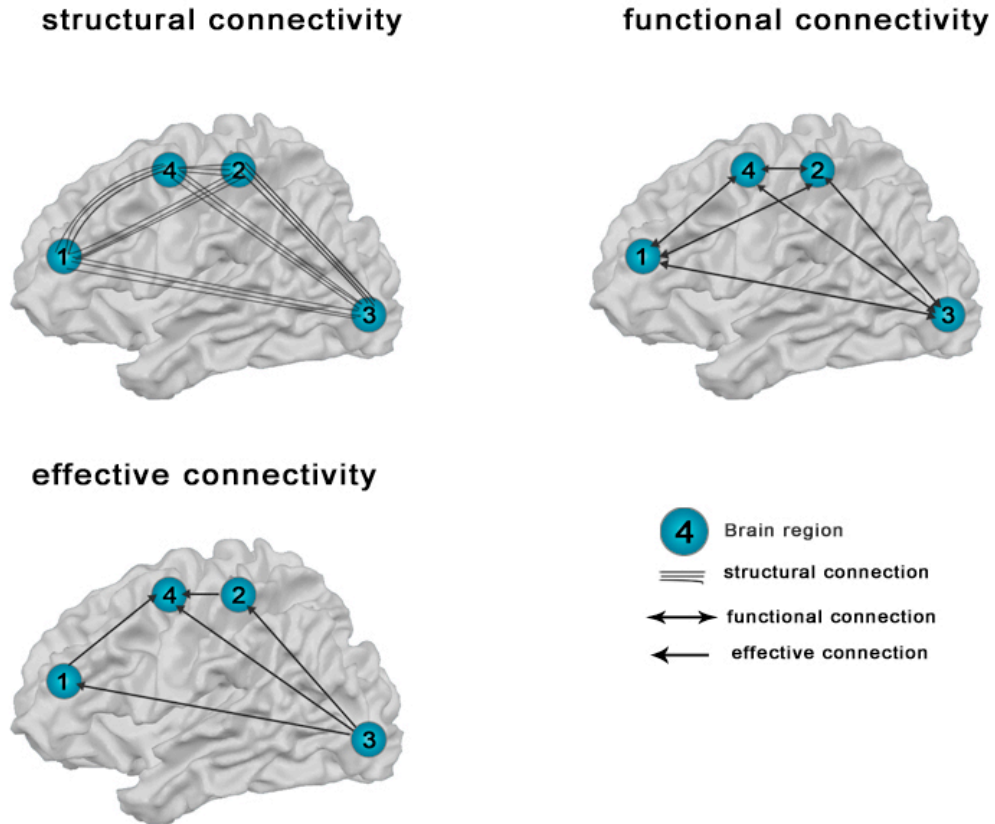 structural connectivity
functional connectivity
4 2
1
3
4 2
1
3
effective connectivity
4 2
1
3
4 Brain region
structural connection
functional connection
effective connection